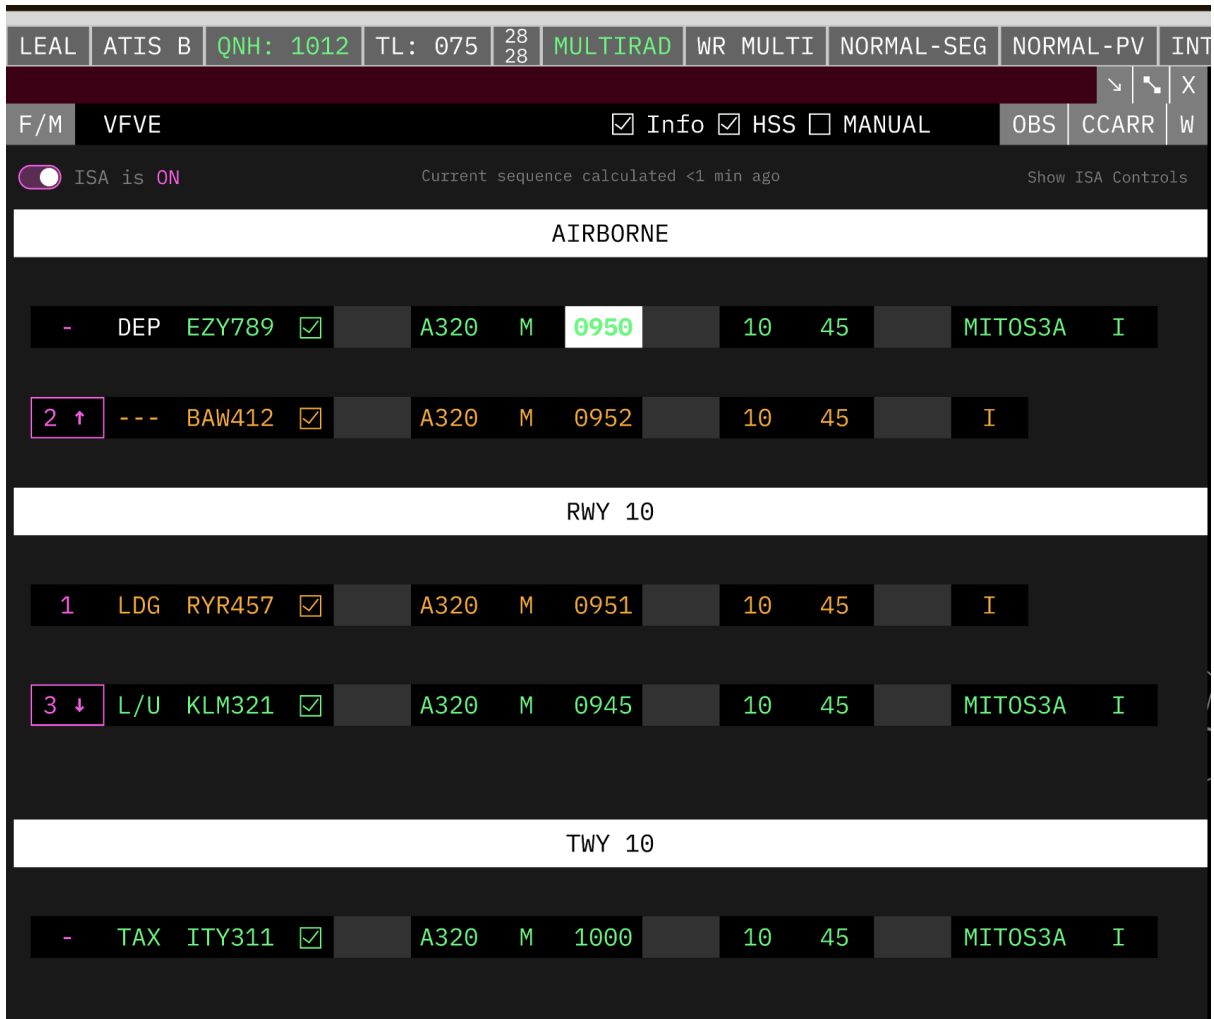 LEAL ATIS B QNH: 1012 TL: 075 28 28 MULTIRAD WR MULTI NORMAL-SEG NORMAL-PV INT
X
F/M VFVE Info HSS MANUAL OBS CCARR W
ISA is ON Current sequence calculated <1 min ago Show ISA Controls
AIRBORNE
- DEP EZY789 A320 M 0950 10 45 MITOS3A I
2 ↑ --- BAW412 A320 M 0952 10 45 I
RWY 10
1 LDG RYR457 A320 M 0951 10 45 I
3 ↓ L/U KLM321 A320 M 0945 10 45 MITOS3A I
TWY 10
- TAX ITY311 A320 M 1000 10 45 MITOS3A I